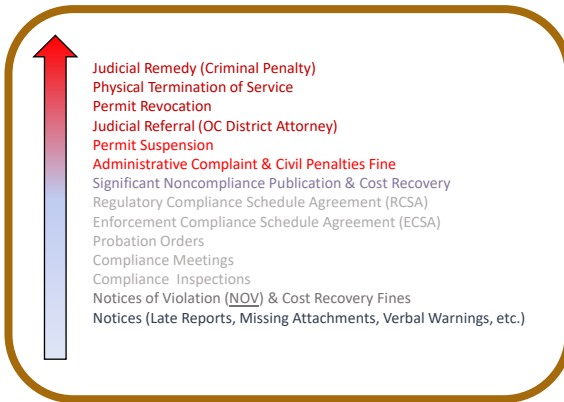 Judicial Remedy (Criminal Penalty)
Physical Termination of Service
Permit Revocation
Judicial Referral (OC District Attorney)
Permit Suspension
Administrative Complaint & Civil Penalties Fine
Significant Noncompliance Publication & Cost Recovery
Regulatory Compliance Schedule Agreement (RCSA)
Enforcement Compliance Schedule Agreement (ECSA)
Probation Orders
Compliance Meetings
Compliance  Inspections
Notices of Violation (NOV) & Cost Recovery Fines
Notices (Late Reports, Missing Attachments, Verbal Warnings, etc.)